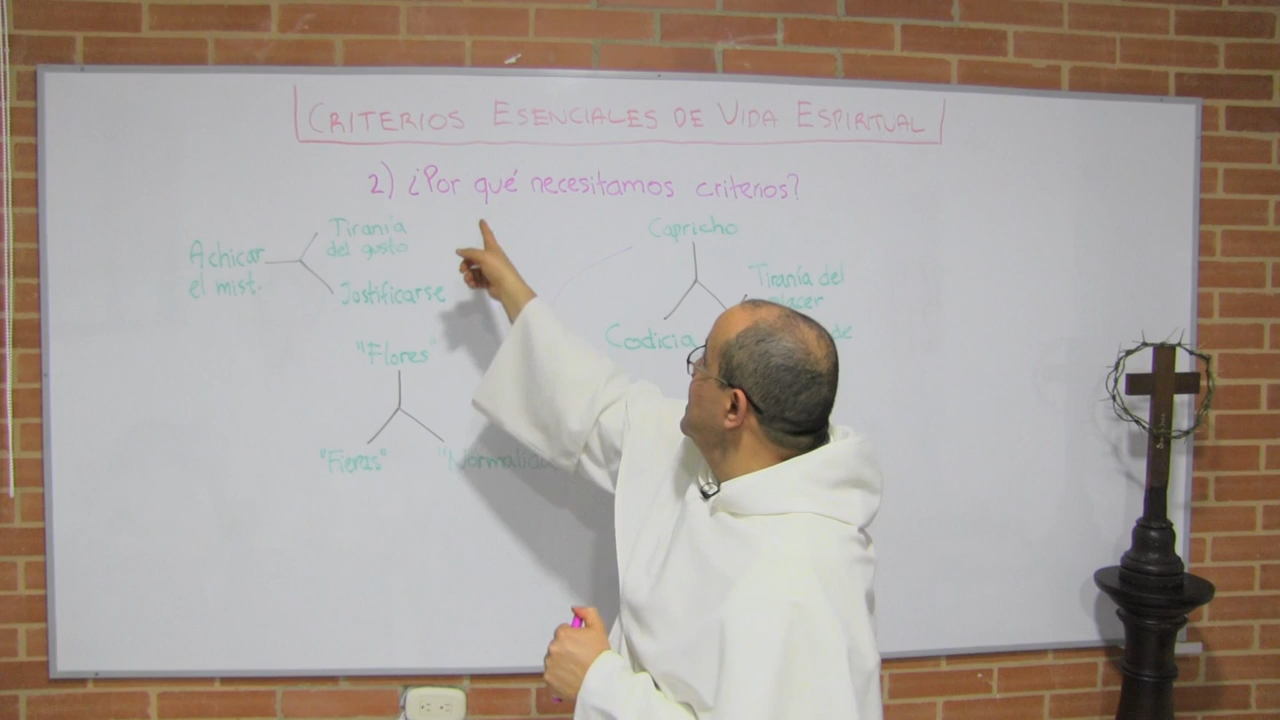 CRITERIOS ESENCIALES DE VIDA ESPIRITUAL
2) ¿Por qué necesitamos criterios?
Achicar
el mist.
Tiranía
del gusto
Justificarse
"Flores"
"Fieras"
Capricho
Tiranía del
Codicia